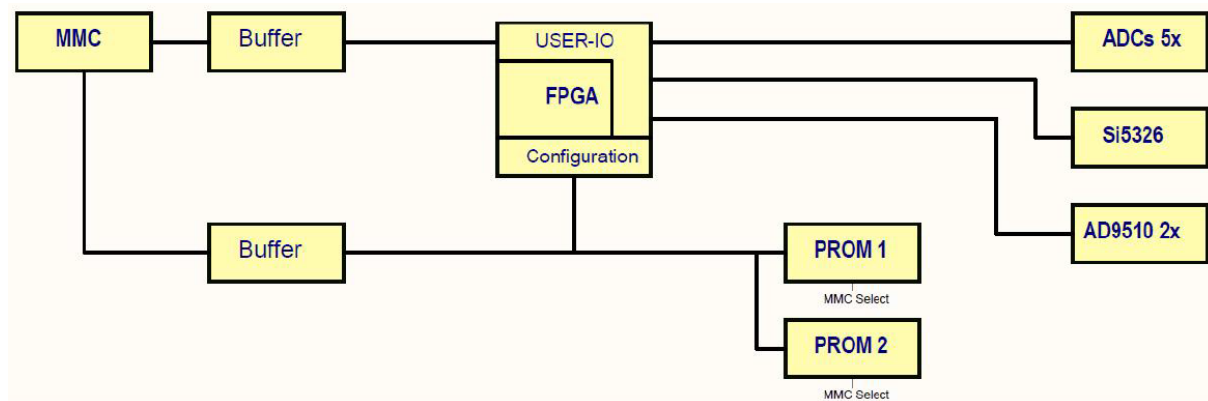 MMC
Buffer
USER-IO
FPGA
Configuration
ADCs 5x
Si5326
AD9510 2x
Buffer
PROM 1
MMC Select
PROM 2
MMC Select